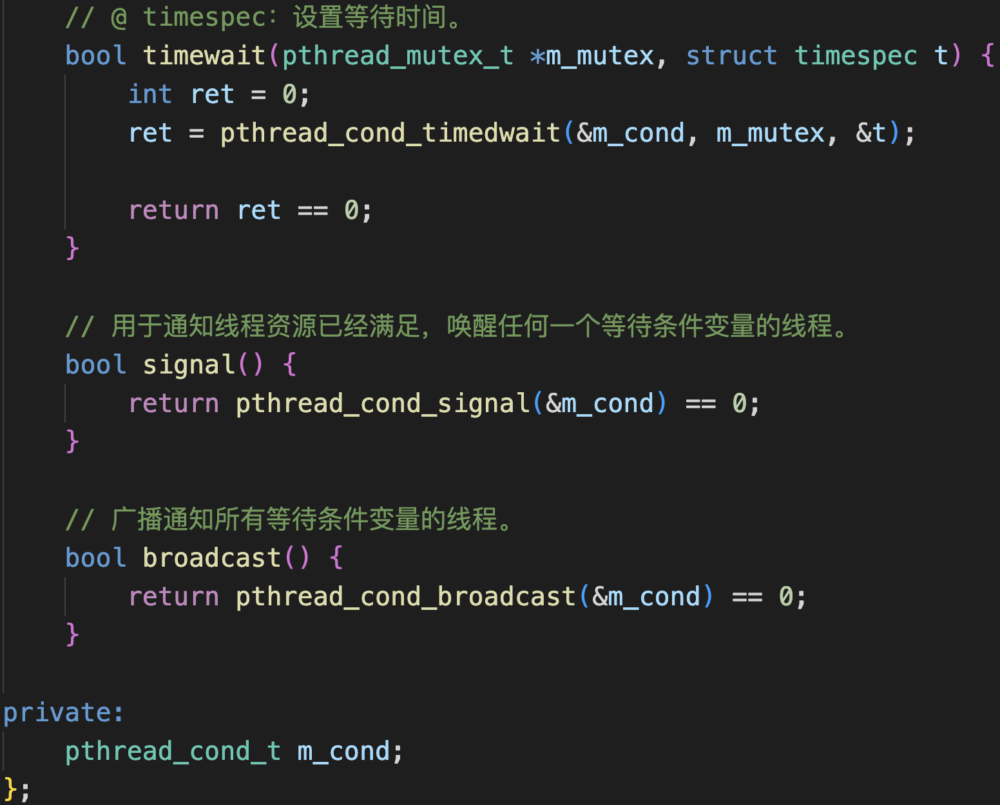 // @ timespec：设置等待时间。
bool timewait(pthread_mutex_t *m_mutex, struct timespec t) {
int ret = 0;
ret = pthread_cond_timedwait(&m_cond, m_mutex, &t);
return ret == 0;
}
// 用于通知线程资源已经满足，唤醒任何一个等待条件变量的线程。
bool signal() {
return pthread_cond_signal(&m_cond) == 0;
}
// 广播通知所有等待条件变量的线程。
bool broadcast() {
return pthread_cond_broadcast(&m_cond) == 0;
}
private:
pthread_cond_t m_cond;
};